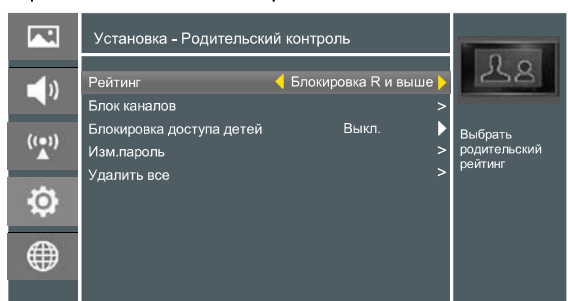 Установка - Родительский контроль
Рейтинг Блокировка R и выше
Блок каналов >
Блокировка доступа детей Выкл.
Изм.пароль >
Удалить все >
Выбрать
родительский
рейтинг